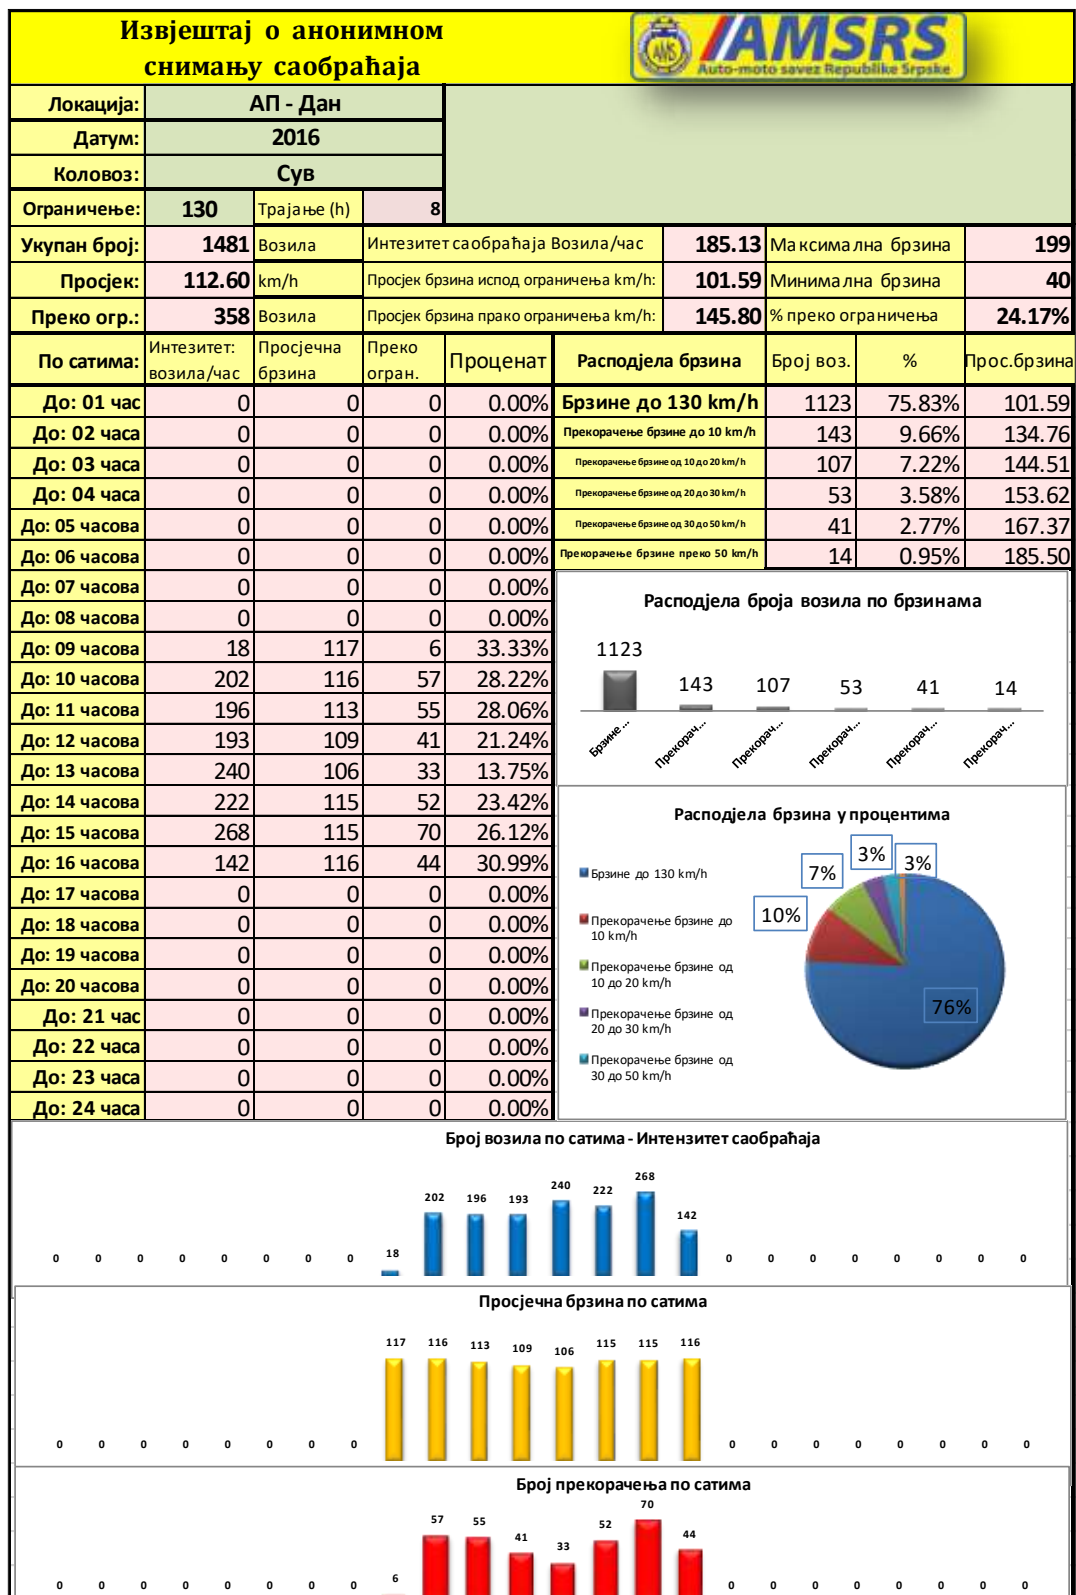 Извјештај о анонимном
снимању саобраћаја
AMS
AMSRS
Auto-moto savez Republike Srpske
Локација: АП - Дан
Датум: 2016
Коловоз: Сув
Ограничење: 130 Трајање (h) 8
Укупан број: 1481 Возила Интезитет саобраћаја Возила/час 185.13 Максимална брзина 199
Просјек: 112.60 km/h Просјек брзина испод ограничења km/h: 101.59 Минимална брзина 40
Преко огр.: 358 Возила Просјек брзина прако ограничења km/h: 145.80 % преко ограничења 24.17%
По сатима: Интезитет: возила/час Просјечна брзина Преко огран. Проценат Расподјела брзина Број воз. % Прос.брзина
До: 01 час 0 0 0 0.00% Брзине до 130 km/h 1123 75.83% 101.59
До: 02 часа 0 0 0 0.00% Прекорачење брзине до 10 km/h 143 9.66% 134.76
До: 03 часа 0 0 0 0.00% Прекорачење брзине од 10 до 20 km/h 107 7.22% 144.51
До: 04 часа 0 0 0 0.00% Прекорачење брзине од 20 до 30 km/h 53 3.58% 153.62
До: 05 часова 0 0 0 0.00% Прекорачење брзине од 30 до 50 km/h 41 2.77% 167.37
До: 06 часова 0 0 0 0.00% Прекорачење брзине преко 50 km/h 14 0.95% 185.50
До: 07 часова 0 0 0 0.00%
До: 08 часова 0 0 0 0.00%
До: 09 часова 18 117 6 33.33%
До: 10 часова 202 116 57 28.22%
До: 11 часова 196 113 55 28.06%
До: 12 часова 193 109 41 21.24%
До: 13 часова 240 106 33 13.75%
До: 14 часова 222 115 52 23.42%
До: 15 часова 268 115 70 26.12%
До: 16 часова 142 116 44 30.99%
До: 17 часова 0 0 0 0.00%
До: 18 часова 0 0 0 0.00%
До: 19 часова 0 0 0 0.00%
До: 20 часова 0 0 0 0.00%
До: 21 час 0 0 0 0.00%
До: 22 часа 0 0 0 0.00%
До: 23 часа 0 0 0 0.00%
До: 24 часа 0 0 0 0.00%
Расподјела броја возила по брзинама
1123 143 107 53 41 14
Брзине... Прекорач... Прекорач... Прекорач... Прекорач... Прекорач...
Расподјела брзина у процентима
Брзине до 130 km/h
Прекорачење брзине до
10 km/h
Прекорачење брзине од
10 до 20 km/h
Прекорачење брзине од
20 до 30 km/h
Прекорачење брзине од
30 до 50 km/h
3% 3%
7%
10%
76%
Број возила по сатима - Интензитет саобраћаја
0 0 0 0 0 0 0 0 18 202 196 193 240 222 268 142 0 0 0 0 0 0 0 0
Просјечна брзина по сатима
0 0 0 0 0 0 0 0 117 116 113 109 106 115 115 116 0 0 0 0 0 0 0 0
Број прекорачења по сатима
0 0 0 0 0 0 0 0 6 57 55 41 33 52 70 44 0 0 0 0 0 0 0 0